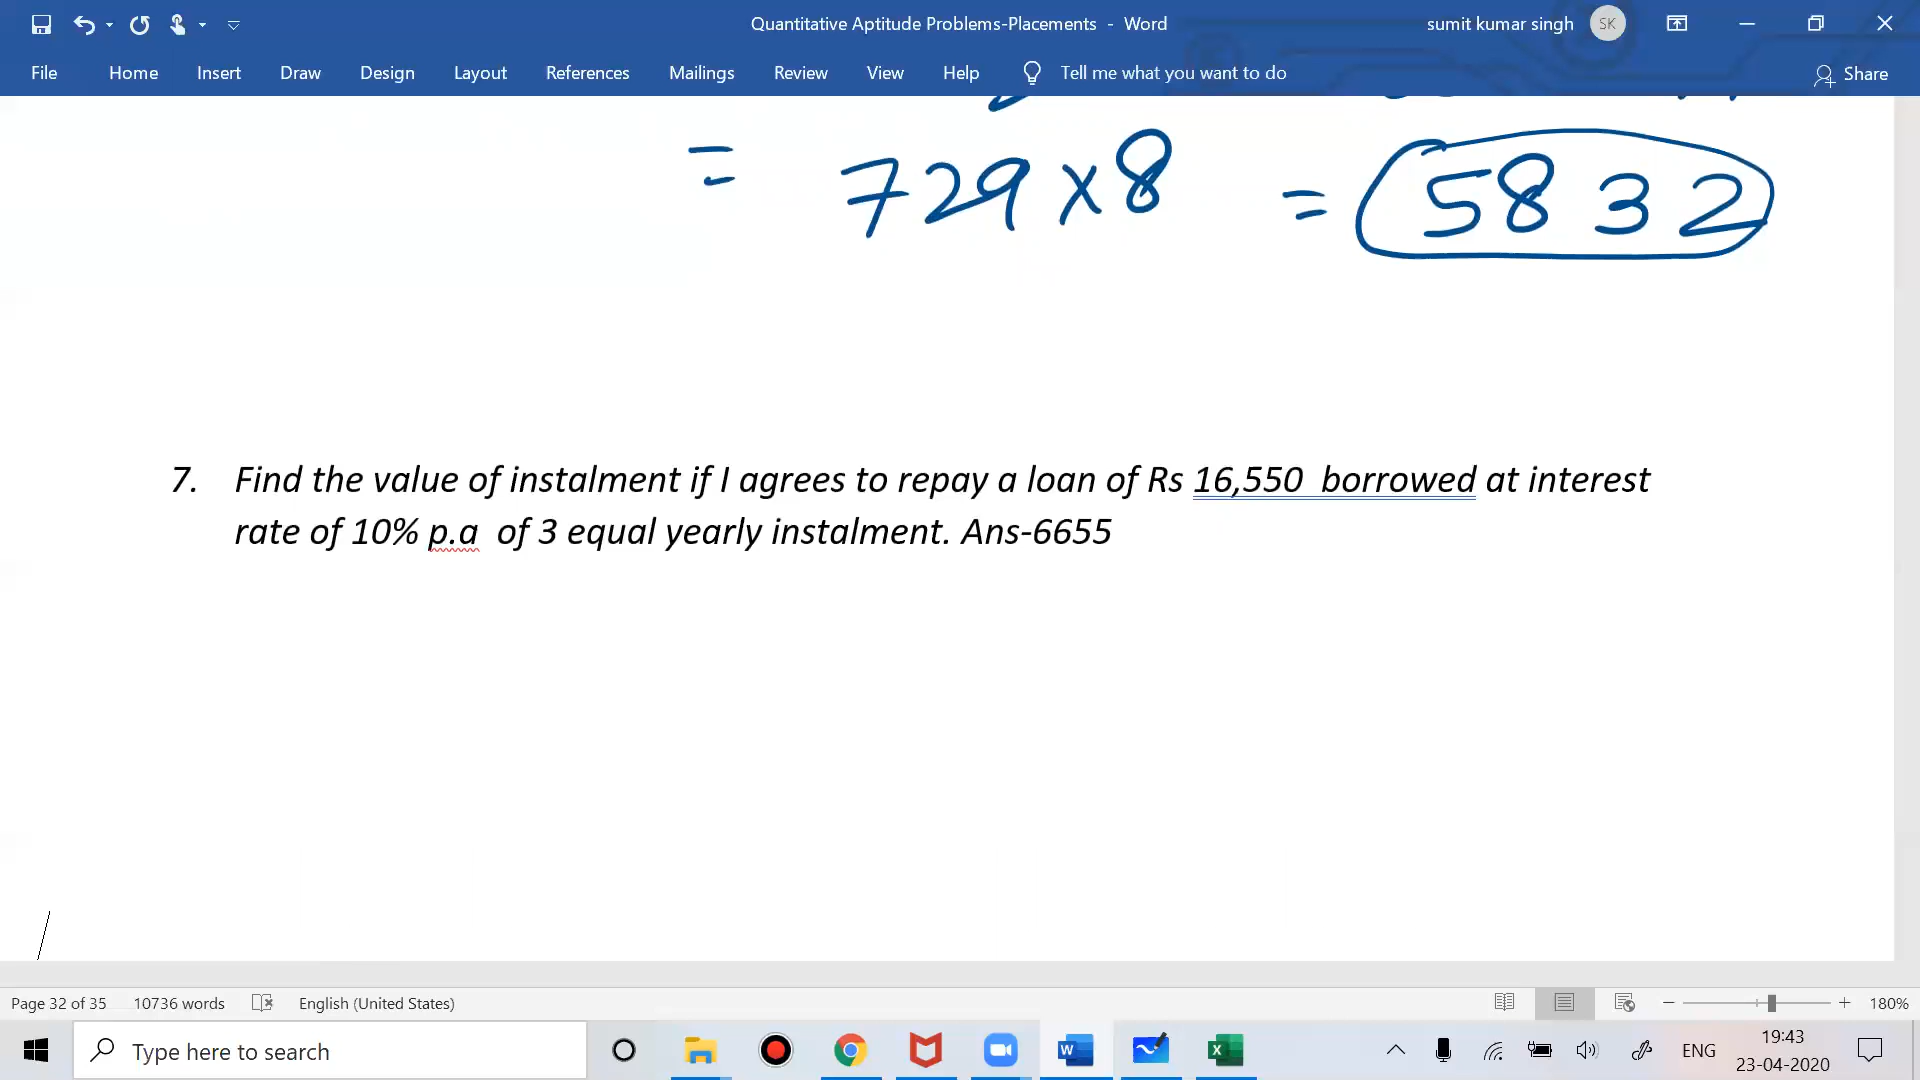 Quantitative Aptitude Problems-Placements - Word
sumit kumar singh SK
File Home Insert Draw Design Layout References Mailings Review View Help Tell me what you want to do Share
= 729 x 8 = 5832
7. Find the value of instalment if I agrees to repay a loan of Rs 16,550 borrowed at interest
rate of 10% p.a of 3 equal yearly instalment. Ans-6655
Page 32 of 35 10736 words English (United States) 180%
Type here to search
ENG
19:43
23-04-2020